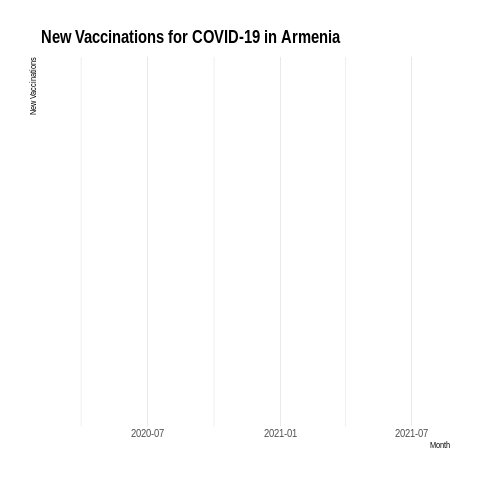 New Vaccinations for COVID-19 in Armenia
New Vaccinations
2020-07
2021-01
2021-07
Month